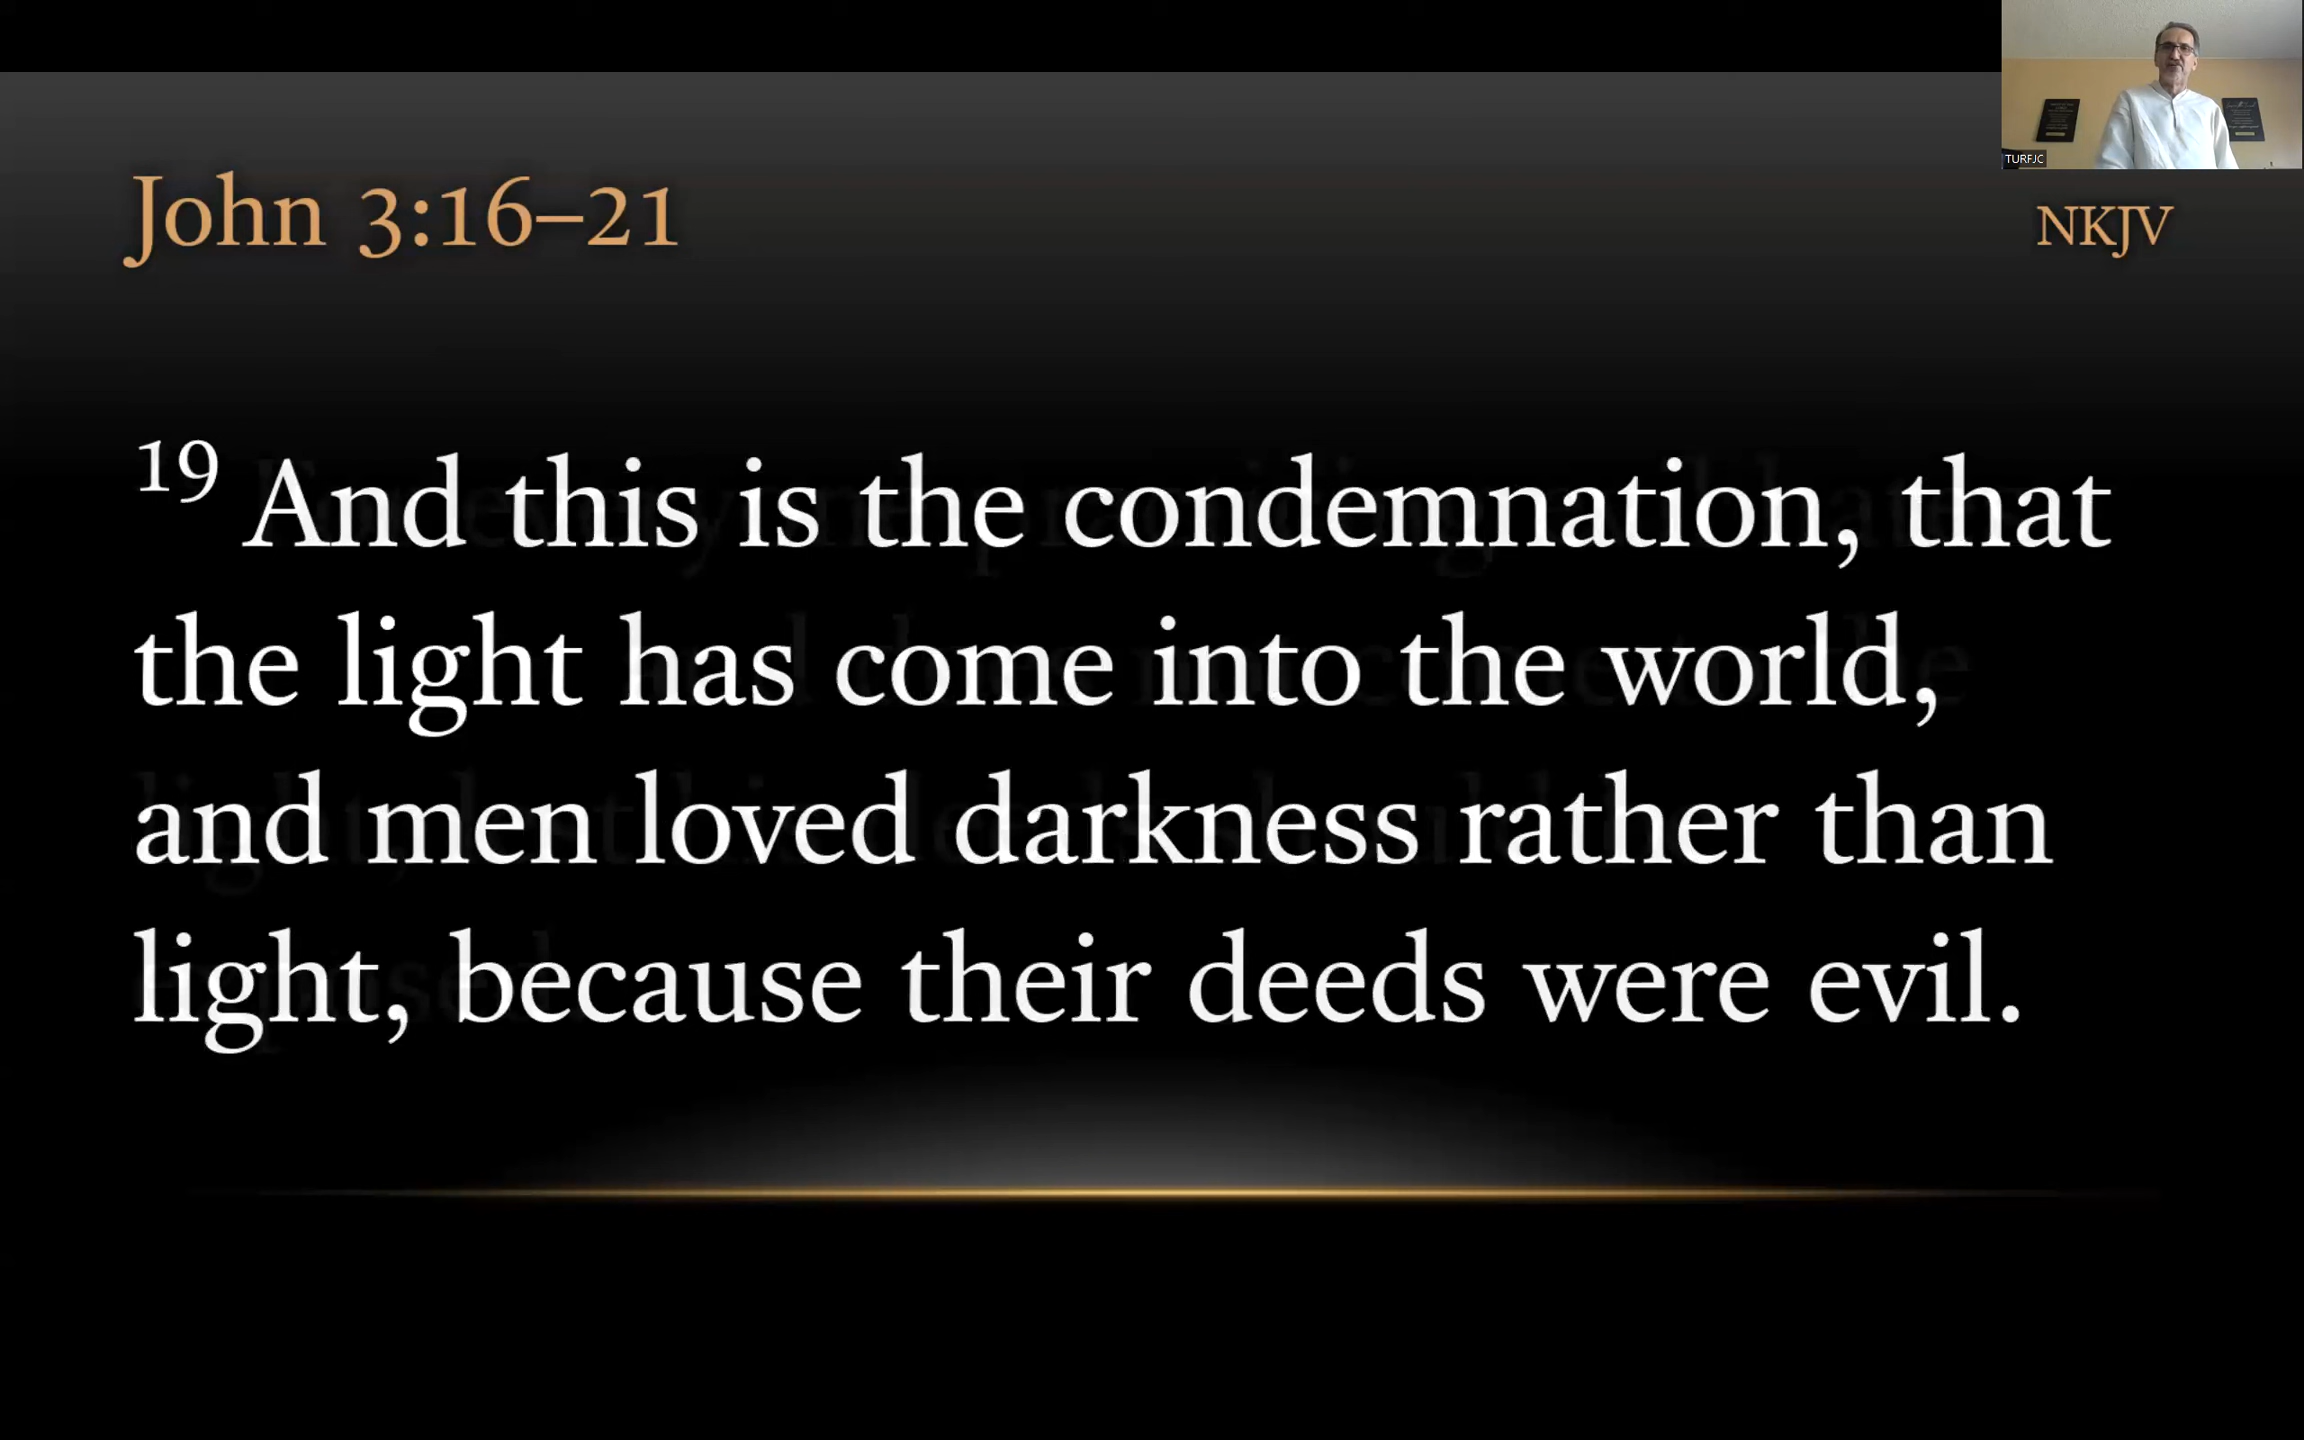 TURFJC
John 3:16–21
NKJV
19 And this is the condemnation, that
the light has come into the world,
and men loved darkness rather than
light, because their deeds were evil.